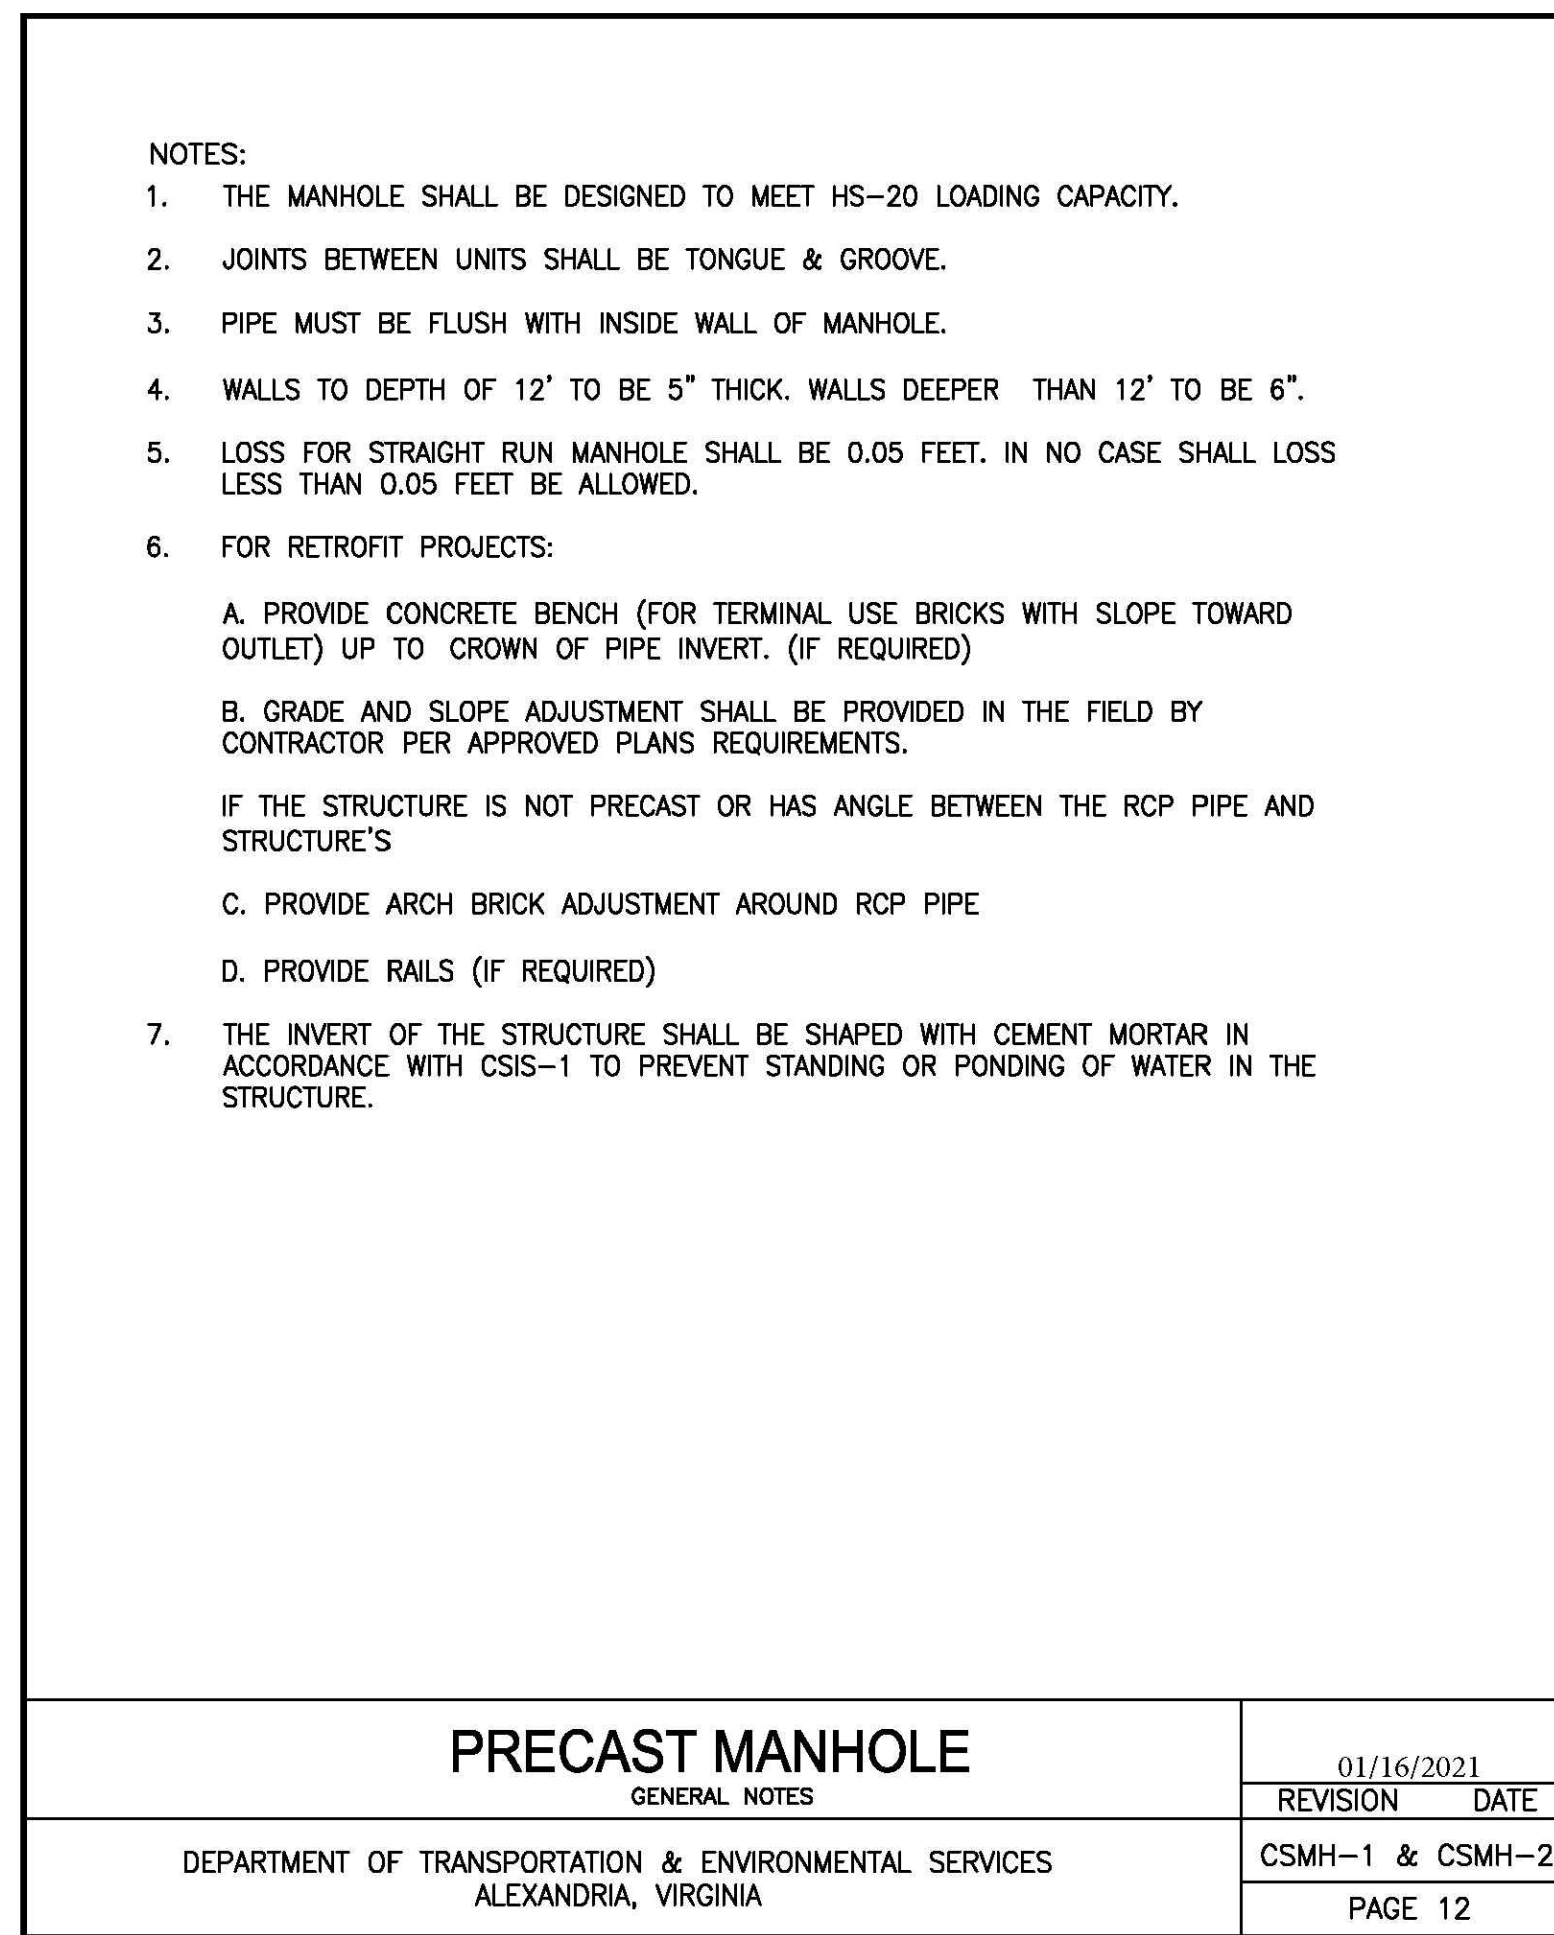 NOTES:
1. THE MANHOLE SHALL BE DESIGNED TO MEET HS-20 LOADING CAPACITY.
2. JOINTS BETWEEN UNITS SHALL BE TONGUE & GROOVE.
3. PIPE MUST BE FLUSH WITH INSIDE WALL OF MANHOLE.
4. WALLS TO DEPTH OF 12' TO BE 5" THICK. WALLS DEEPER THAN 12' TO BE 6".
5. LOSS FOR STRAIGHT RUN MANHOLE SHALL BE 0.05 FEET. IN NO CASE SHALL LOSS
LESS THAN 0.05 FEET BE ALLOWED.
6. FOR RETROFIT PROJECTS:
A. PROVIDE CONCRETE BENCH (FOR TERMINAL USE BRICKS WITH SLOPE TOWARD
OUTLET) UP TO CROWN OF PIPE INVERT. (IF REQUIRED)
B. GRADE AND SLOPE ADJUSTMENT SHALL BE PROVIDED IN THE FIELD BY
CONTRACTOR PER APPROVED PLANS REQUIREMENTS.
IF THE STRUCTURE IS NOT PRECAST OR HAS ANGLE BETWEEN THE RCP PIPE AND
STRUCTURE'S
C. PROVIDE ARCH BRICK ADJUSTMENT AROUND RCP PIPE
D. PROVIDE RAILS (IF REQUIRED)
7. THE INVERT OF THE STRUCTURE SHALL BE SHAPED WITH CEMENT MORTAR IN
ACCORDANCE WITH CSIS-1 TO PREVENT STANDING OR PONDING OF WATER IN THE
STRUCTURE.
PRECAST MANHOLE
GENERAL NOTES
DEPARTMENT OF TRANSPORTATION & ENVIRONMENTAL SERVICES
ALEXANDRIA, VIRGINIA
01/16/2021
REVISION DATE
CSMH-1 & CSMH-2
PAGE 12